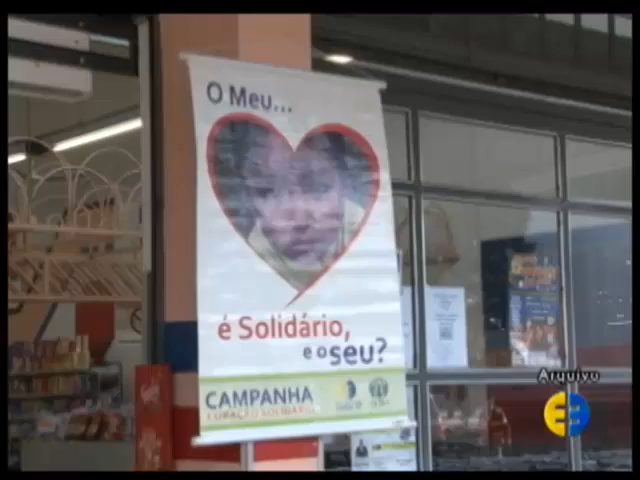 O Meu...
é Solidário,
e o seu?
CAMPANHA
CORAÇÃO SOLIDÁRIO
Arquivo